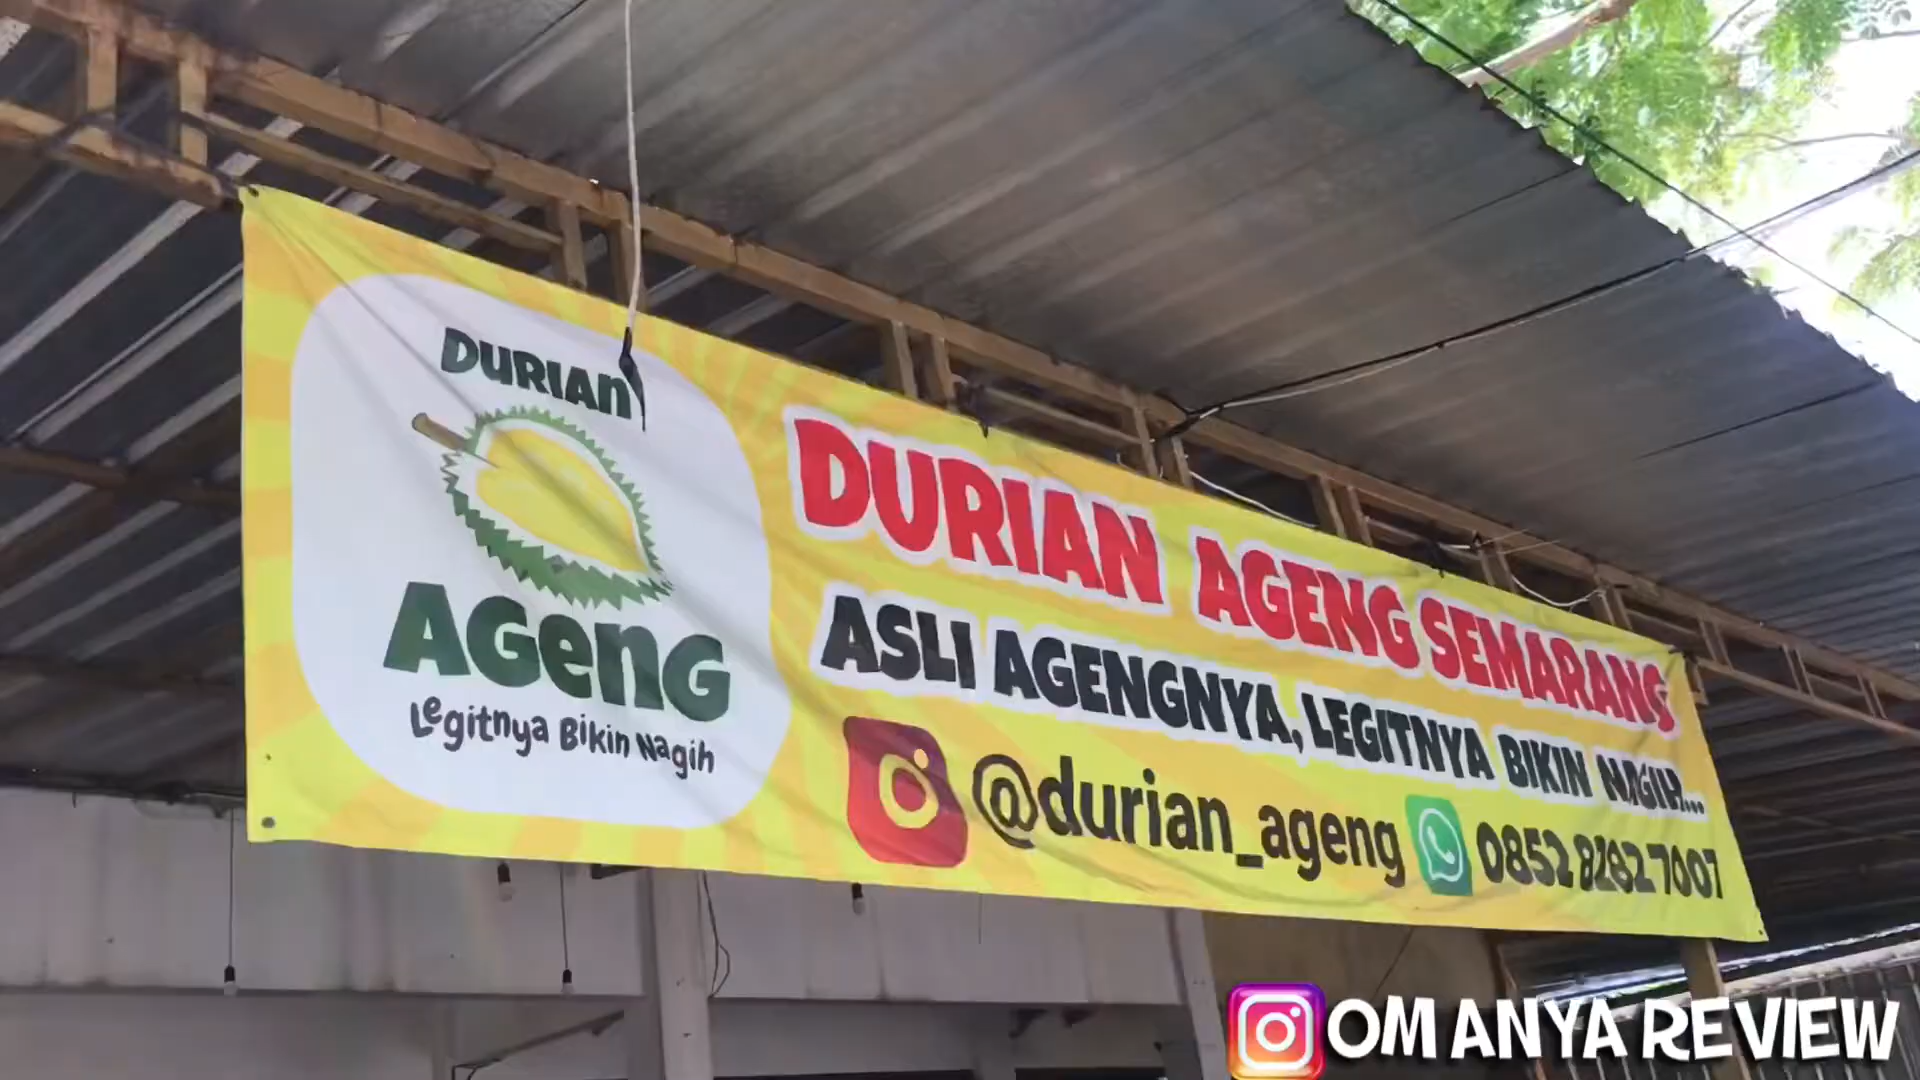 DURIAN
AGENG
Legitnya Bikin Nagih
DURIAN AGENG SEMARANG
ASLI AGENGNYA, LEGITNYA BIKIN NAGIH...
@durian_ageng 0852 8262 7007
OM ANYA REVIEW